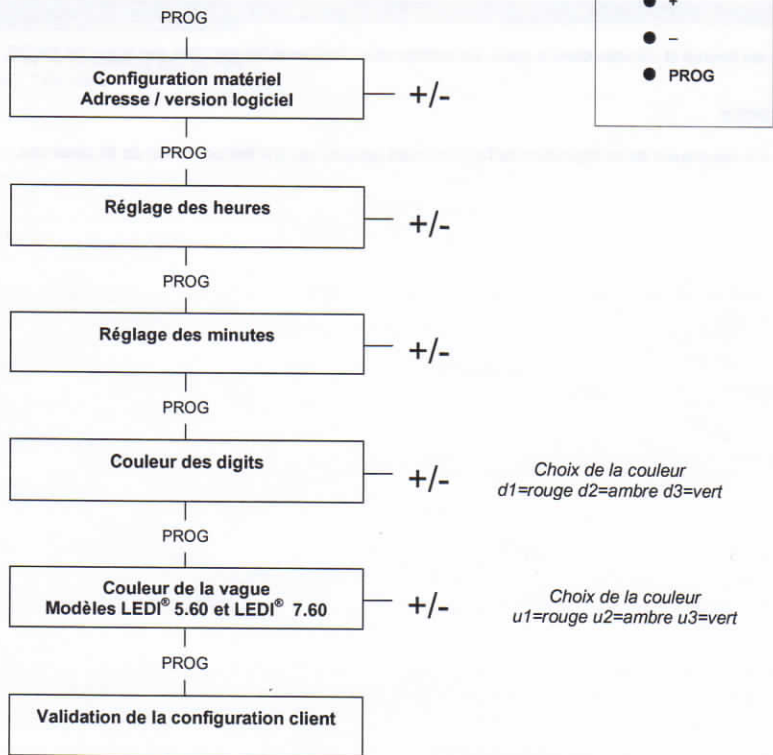 PROG
+
–
PROG
Configuration matériel
Adresse / version logiciel
+/-
PROG
Réglage des heures
+/-
PROG
Réglage des minutes
+/-
PROG
Couleur des digits
+/-
Choix de la couleur
d1=rouge d2=ambre d3=vert
PROG
Couleur de la vague
Modèles LEDI® 5.60 et LEDI® 7.60
+/-
Choix de la couleur
u1=rouge u2=ambre u3=vert
PROG
Validation de la configuration client